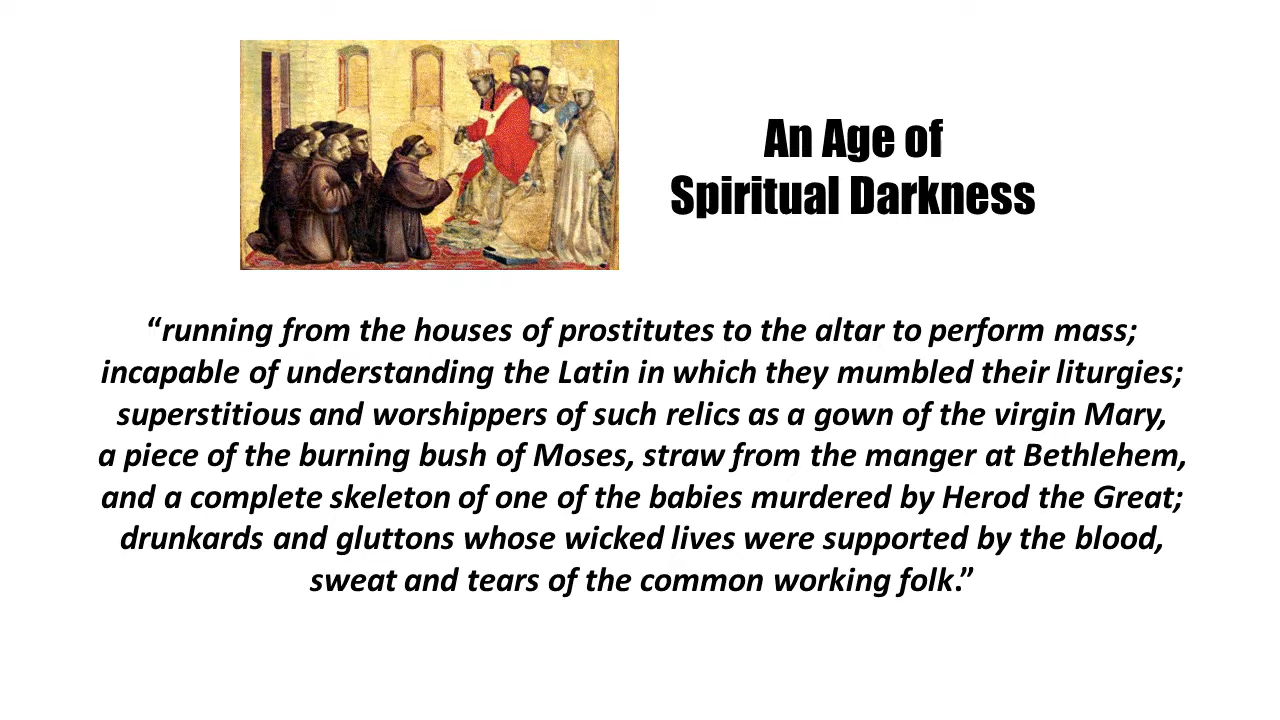 An Age of
Spiritual Darkness
“running from the houses of prostitutes to the altar to perform mass;
incapable of understanding the Latin in which they mumbled their liturgies;
superstitious and worshippers of such relics as a gown of the virgin Mary,
a piece of the burning bush of Moses, straw from the manger at Bethlehem,
and a complete skeleton of one of the babies murdered by Herod the Great;
drunkards and gluttons whose wicked lives were supported by the blood,
sweat and tears of the common working folk.”